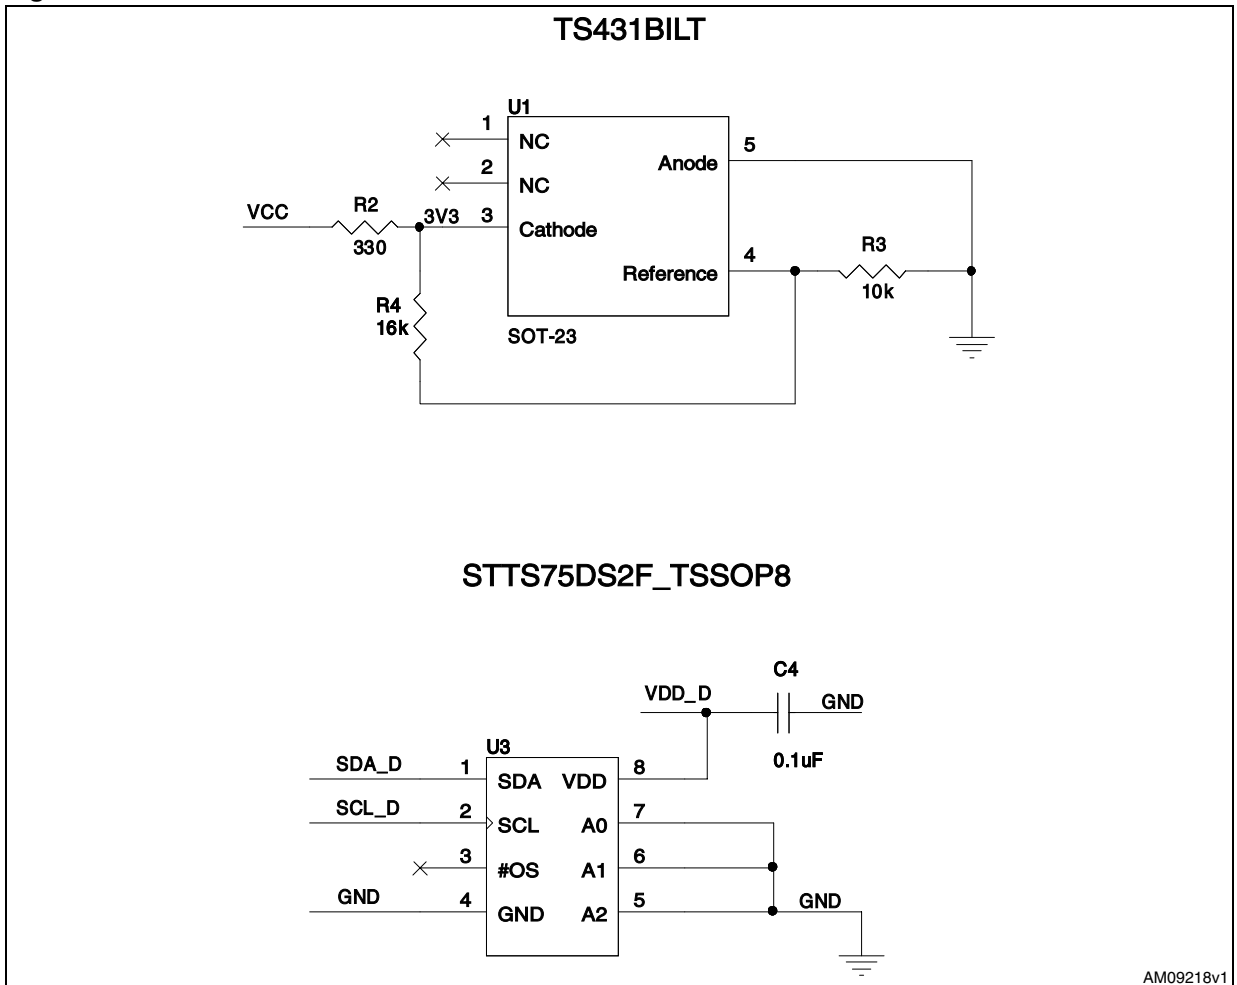 TS431BILT
U1
1
NC
2
NC
VCC
R2
330
3V3
3
Cathode
Anode
5
Reference
4
R3
10k
R4
16k
SOT-23
STTS75DS2F_TSSOP8
C4
VDD_D
GND
0.1uF
U3
SDA_D
1
SDA
VDD
8
SCL_D
2
SCL
A0
7
3
#OS
A1
6
GND
4
GND
A2
5
GND
AM09218v1